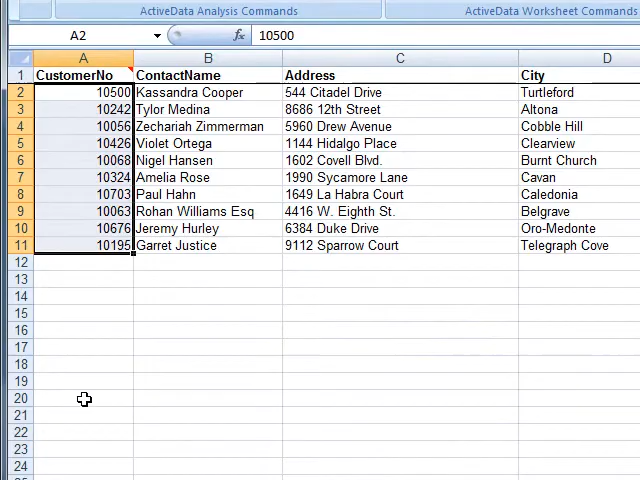 ActiveData Analysis Commands ActiveData Worksheet Commands
A2 fx 10500
A B C D
1 CustomerNo ContactName Address City
2 10500 Kassandra Cooper 544 Citadel Drive Turtleford
3 10242 Tylor Medina 8686 12th Street Altona
4 10056 Zechariah Zimmerman 5960 Drew Avenue Cobble Hill
5 10426 Violet Ortega 1144 Hidalgo Place Clearview
6 10068 Nigel Hansen 1602 Covell Blvd. Burnt Church
7 10324 Amelia Rose 1990 Sycamore Lane Cavan
8 10703 Paul Hahn 1649 La Habra Court Caledonia
9 10063 Rohan Williams Esq 4416 W. Eighth St. Belgrave
10 10676 Jeremy Hurley 6384 Duke Drive Oro-Medonte
11 10195 Garret Justice 9112 Sparrow Court Telegraph Cove
12
13
14
15
16
17
18
19
20
21
22
23
24